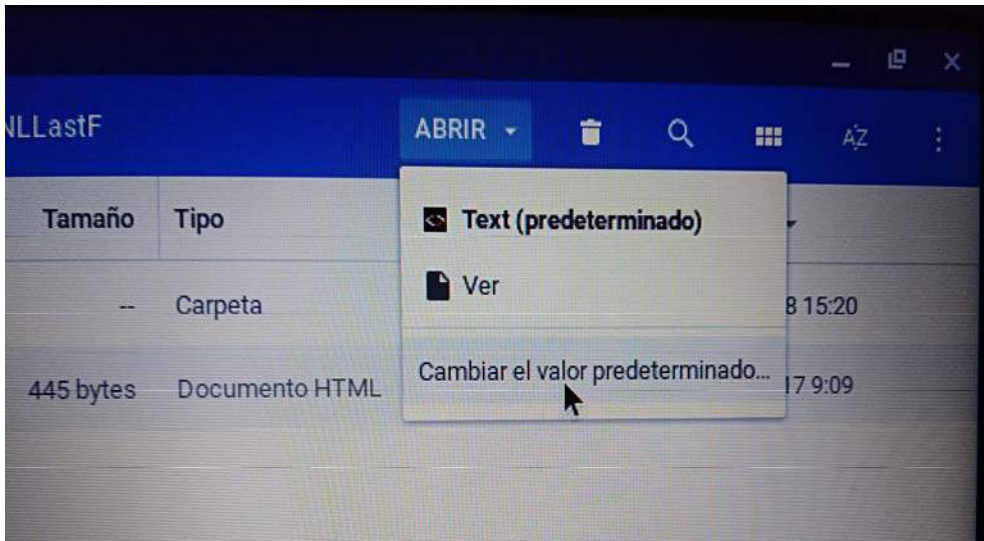 NLLastF
ABRIR
AZ
Tamaño
Tipo
Text (predeterminado)
Ver
-- Carpeta
8 15:20
Cambiar el valor predeterminado...
445 bytes
Documento HTML
17 9:09